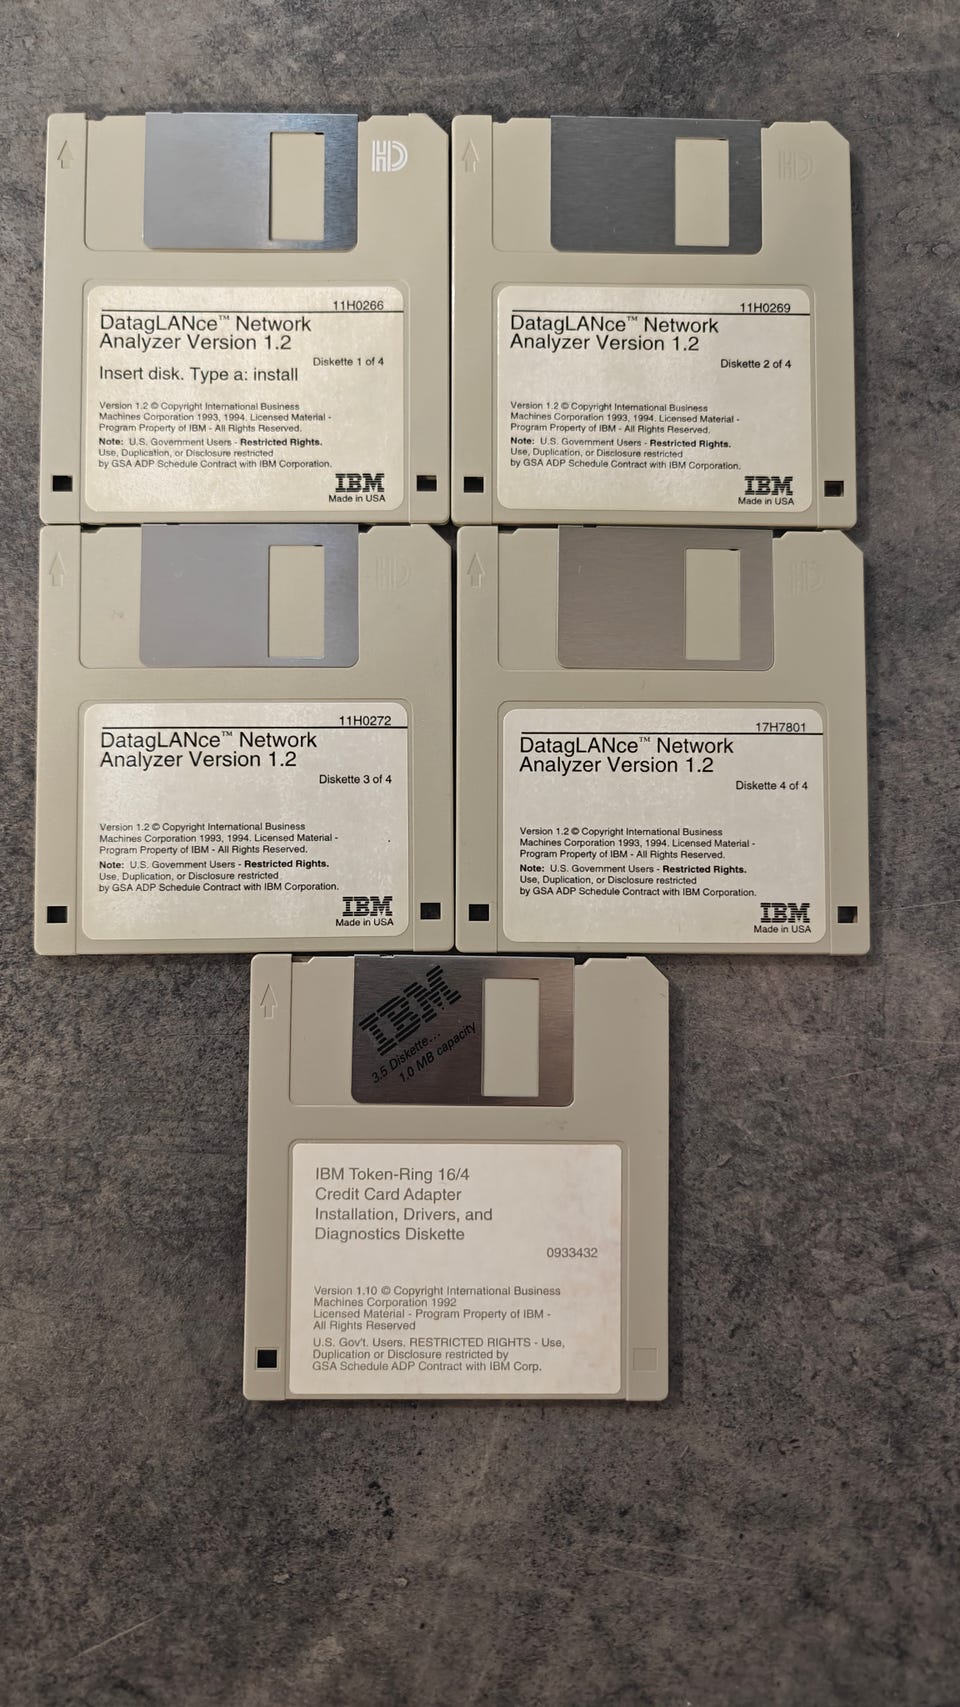 HD
11H0266
DatagLANce™ Network
Analyzer Version 1.2
Diskette 1 of 4
Insert disk. Type a: install
Version 1.2 © Copyright International Business
Machines Corporation 1993, 1994. Licensed Material -
Program Property of IBM - All Rights Reserved.
Note: U.S. Government Users - Restricted Rights.
Use, Duplication, or Disclosure restricted
by GSA ADP Schedule Contract with IBM Corporation.
IBM
Made in USA
HD
11H0269
DatagLANce™ Network
Analyzer Version 1.2
Diskette 2 of 4
Version 1.2 © Copyright International Business
Machines Corporation 1993, 1994. Licensed Material -
Program Property of IBM - All Rights Reserved.
Note: U.S. Government Users - Restricted Rights.
Use, Duplication, or Disclosure restricted
by GSA ADP Schedule Contract with IBM Corporation.
IBM
Made in USA
HD
11H0272
DatagLANce™ Network
Analyzer Version 1.2
Diskette 3 of 4
Version 1.2 © Copyright International Business
Machines Corporation 1993, 1994. Licensed Material -
Program Property of IBM - All Rights Reserved.
Note: U.S. Government Users - Restricted Rights.
Use, Duplication, or Disclosure restricted
by GSA ADP Schedule Contract with IBM Corporation.
IBM
Made in USA
HD
17H7801
DatagLANce™ Network
Analyzer Version 1.2
Diskette 4 of 4
Version 1.2 © Copyright International Business
Machines Corporation 1993, 1994. Licensed Material -
Program Property of IBM - All Rights Reserved.
Note: U.S. Government Users - Restricted Rights.
Use, Duplication, or Disclosure restricted
by GSA ADP Schedule Contract with IBM Corporation.
IBM
Made in USA
IBM
3.5 Diskette...
1.0 MB capacity
IBM Token-Ring 16/4
Credit Card Adapter
Installation, Drivers, and
Diagnostics Diskette
0933432
Version 1.10 © Copyright International Business
Machines Corporation 1992
Licensed Material - Program Property of IBM -
All Rights Reserved
U.S. Gov't. Users. RESTRICTED RIGHTS - Use,
Duplication or Disclosure restricted by
GSA Schedule ADP Contract with IBM Corp.